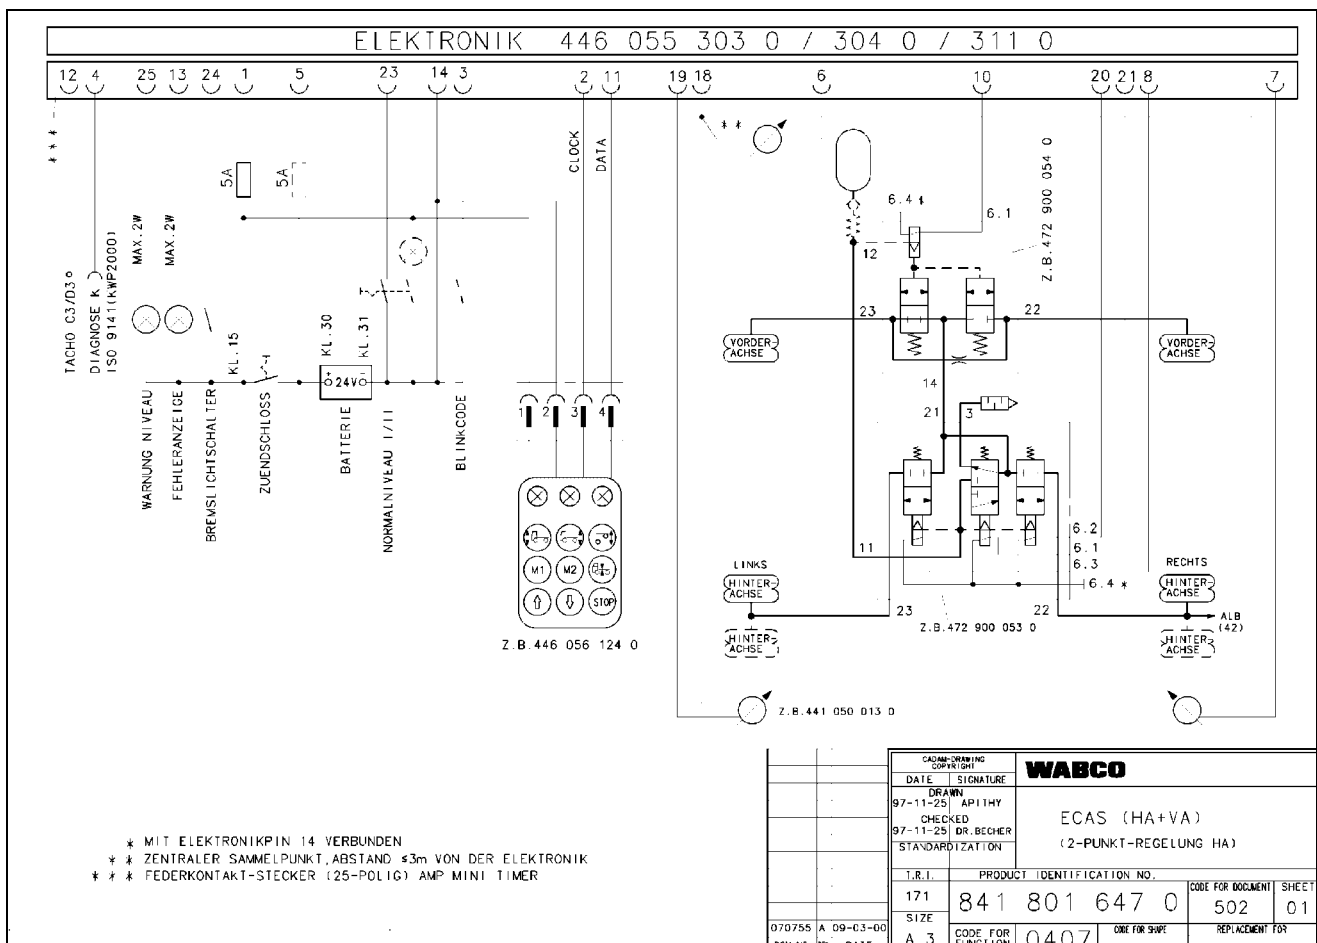 ELEKTRONIK 446 055 303 0 / 304 0 / 311 0
12 4 25 13 24 1 5 23 14 3 2 11 19 18 6 10 20 21 8 7
* * *
* *
CLOCK
DATA
5A
5A
MAX.2W
MAX.2W
6.4 *
6.1
Z.B.472 900 054 0
12
TACHO C3/D3
DIAGNOSE K
ISO 9141(KWP2000)
KL.15
KL.30
KL.31
23
22
VORDER-
ACHSE
VORDER-
ACHSE
+ 24V -
14
21
3
1 2 3 4
WARNUNG NIVEAU
FEHLERANZEIGE
BREMSLICHTSCHALTER
ZUENDSCHLOSS
BATTERIE
NORMALNIVEAU I/II
BLINKCODE
M1 M2
STOP
Z.B.446 056 124 0
11
6.2
6.1
6.3
6.4 *
LINKS
HINTER-
ACHSE
RECHTS
HINTER-
ACHSE
23
22
Z.B.472 900 053 0
ALB
(42)
HINTER-
ACHSE
HINTER-
ACHSE
Z.B.441 050 013 0
* MIT ELEKTRONIKPIN 14 VERBUNDEN
* * ZENTRALER SAMMELPUNKT,ABSTAND ≤3m VON DER ELEKTRONIK
* * * FEDERKONTAKT-STECKER (25-POLIG) AMP MINI TIMER
CADAM-DRAWING
COPYRIGHT
WABCO
DATE SIGNATURE
DRAWN
97-11-25 APITHY
CHECKED
97-11-25 DR.BECHER
STANDARDIZATION
ECAS (HA+VA)
(2-PUNKT-REGELUNG HA)
T.R.I. PRODUCT IDENTIFICATION NO.
171
841 801 647 0
CODE FOR DOCUMENT
502
SHEET
01
SIZE
A 3
CODE FOR
FUNCTION
0407
CODE FOR SHAPE
REPLACEMENT FOR
070755 A 09-03-00